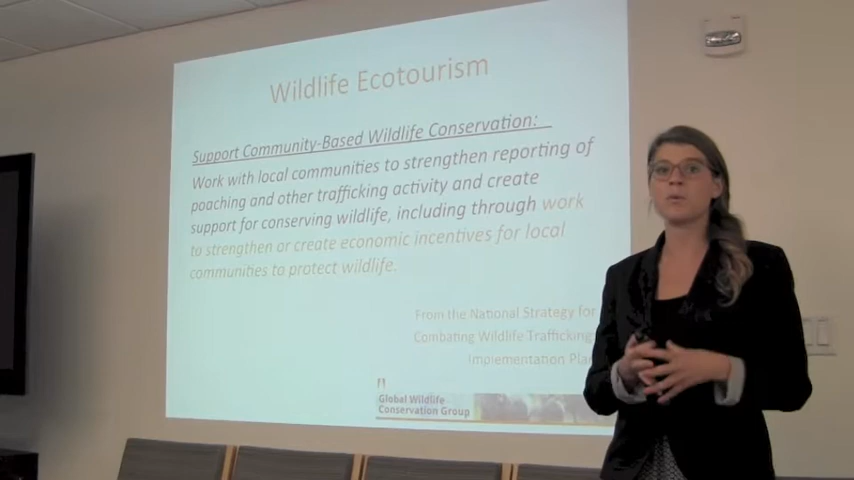 Wildlife Ecotourism
Support Community-Based Wildlife Conservation:
Work with local communities to strengthen reporting of
poaching and other trafficking activity and create
support for conserving wildlife, including through work
to strengthen or create economic incentives for local
communities to protect wildlife.
From the National Strategy for
Combating Wildlife Trafficking
Implementation
Global Wildlife
Conservation Group